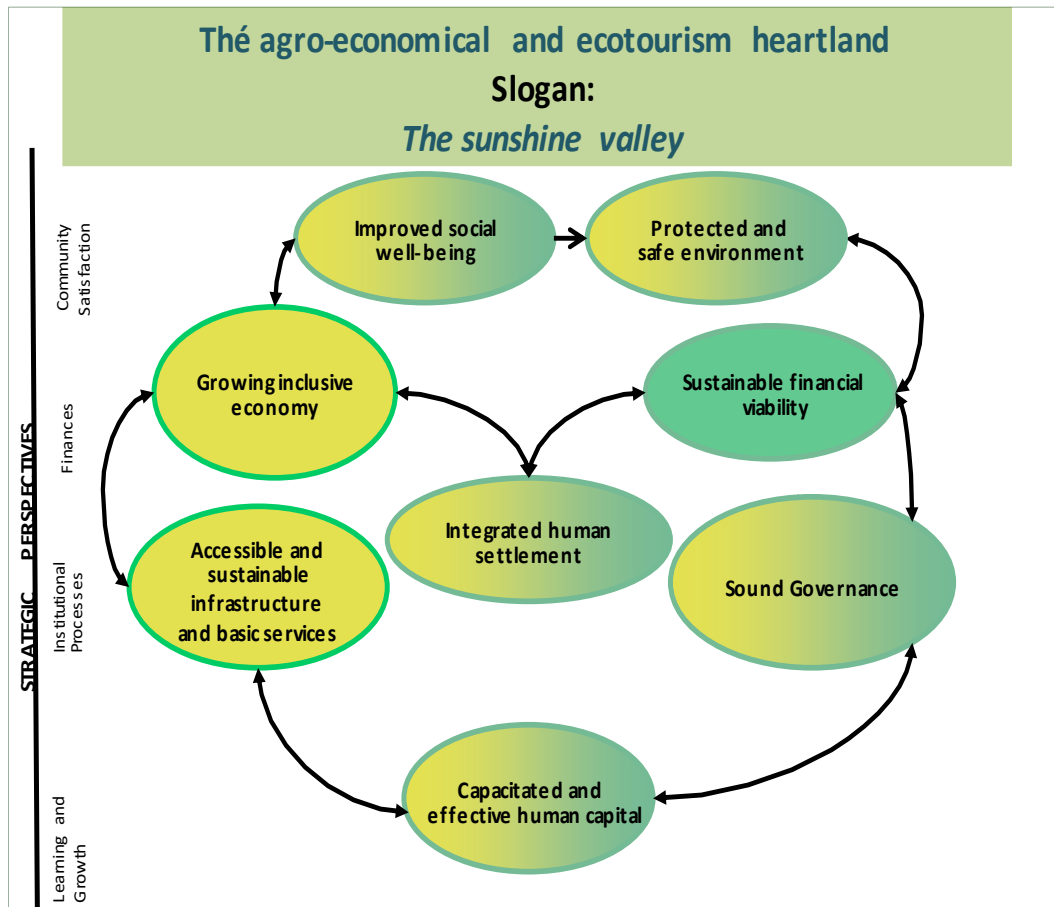 Thé agro-economical and ecotourism heartland
Slogan:
The sunshine valley
STRATEGIC PERSPECTIVES
Community
Satisfaction
Finances
Institutional
Processes
Learning and
Growth
Improved social
well-being
Protected and
safe environment
Growing inclusive
economy
Sustainable financial
viability
Integrated human
settlement
Accessible and
sustainable
infrastructure
and basic services
Sound Governance
Capacitated and
effective human capital